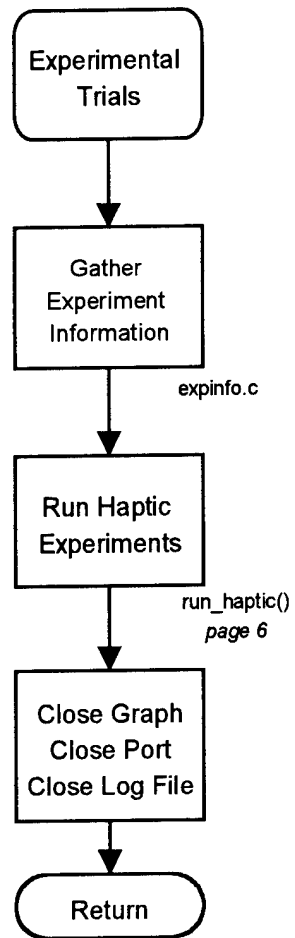 Experimental
Trials
Gather
Experiment
Information
expinfo.c
Run Haptic
Experiments
run_haptic()
page 6
Close Graph
Close Port
Close Log File
Return